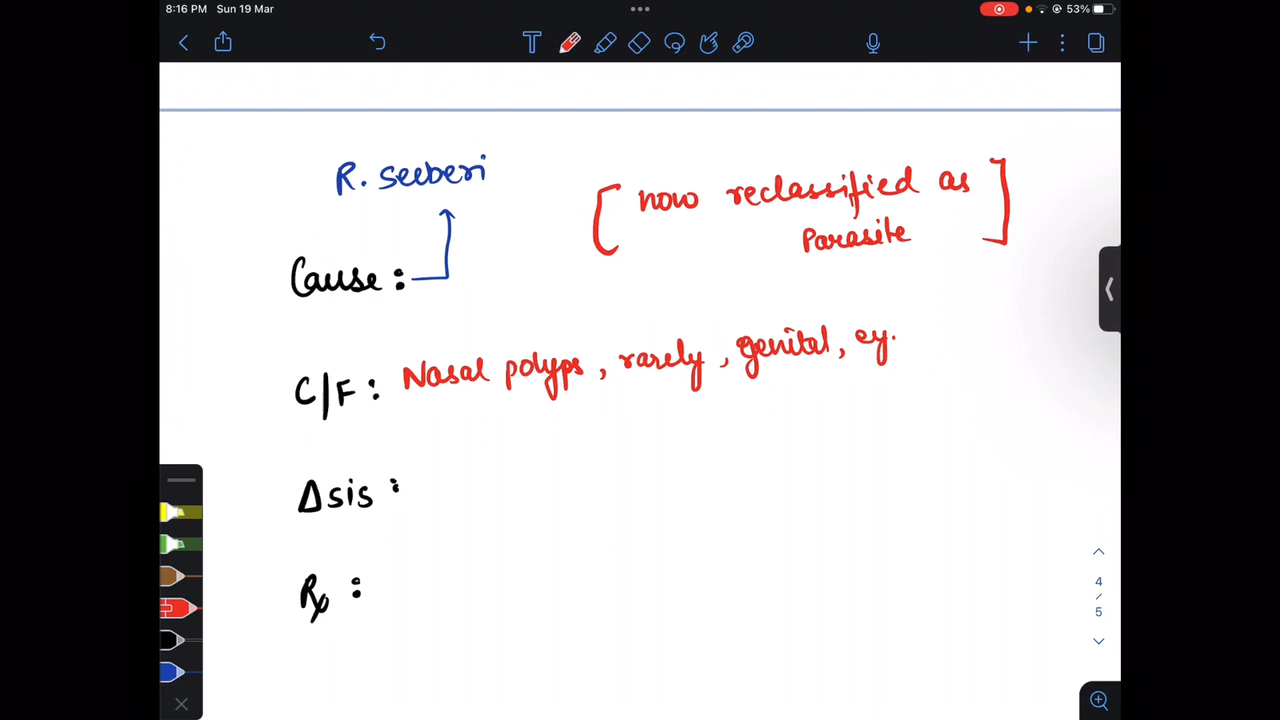 8:16 PM Sun 19 Mar
53%
R. seeberi
[now reclassified as
Parasite]
Cause :
C/F : Nasal polyps, rarely, genital, ey.
Δsis :
Rx :
4
/
5